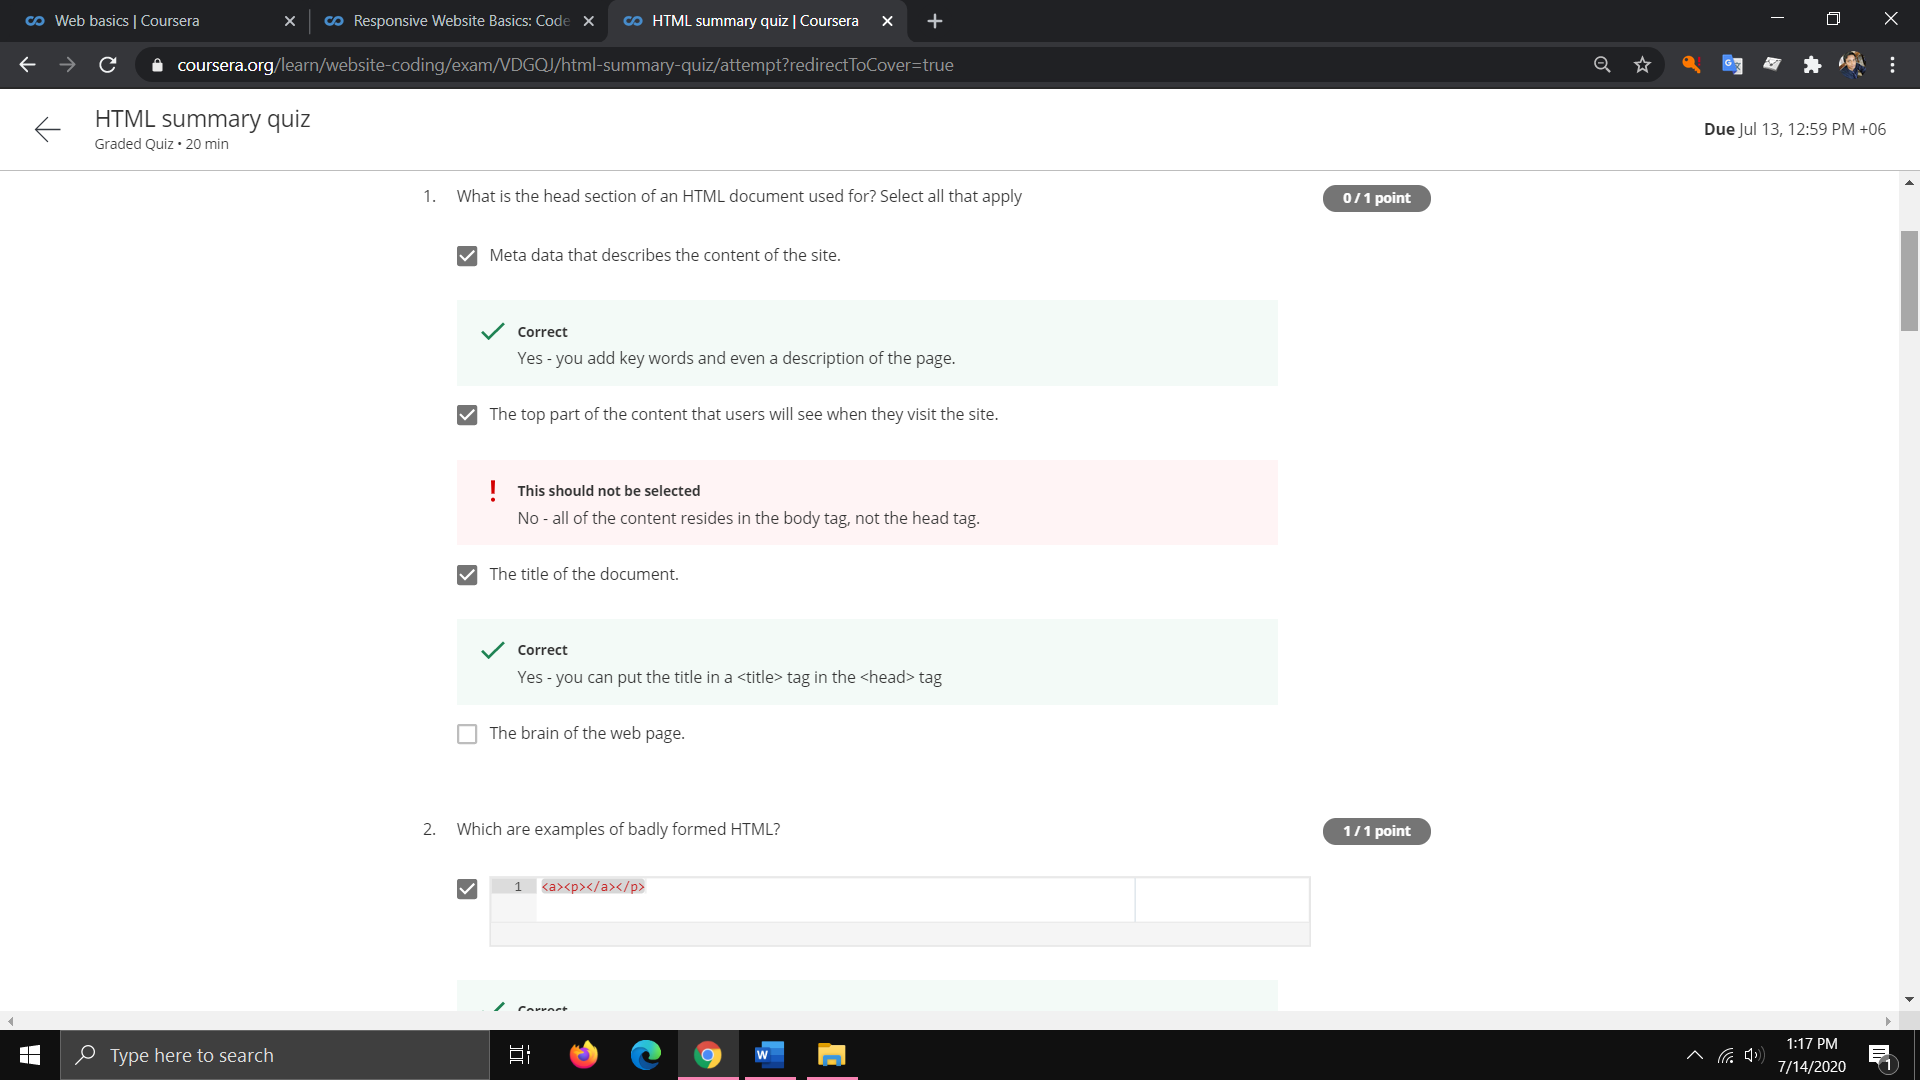 Web basics | Coursera
Responsive Website Basics: Code
HTML summary quiz | Coursera
coursera.org/learn/website-coding/exam/VDGQJ/html-summary-quiz/attempt?redirectToCover=true
HTML summary quiz
Graded Quiz • 20 min
Due Jul 13, 12:59 PM +06
1. What is the head section of an HTML document used for? Select all that apply
0 / 1 point
Meta data that describes the content of the site.
Correct
Yes - you add key words and even a description of the page.
The top part of the content that users will see when they visit the site.
This should not be selected
No - all of the content resides in the body tag, not the head tag.
The title of the document.
Correct
Yes - you can put the title in a <title> tag in the <head> tag
The brain of the web page.
2. Which are examples of badly formed HTML?
1 / 1 point
1 <a><p></a></p>
Correct
Type here to search
1:17 PM
7/14/2020
1